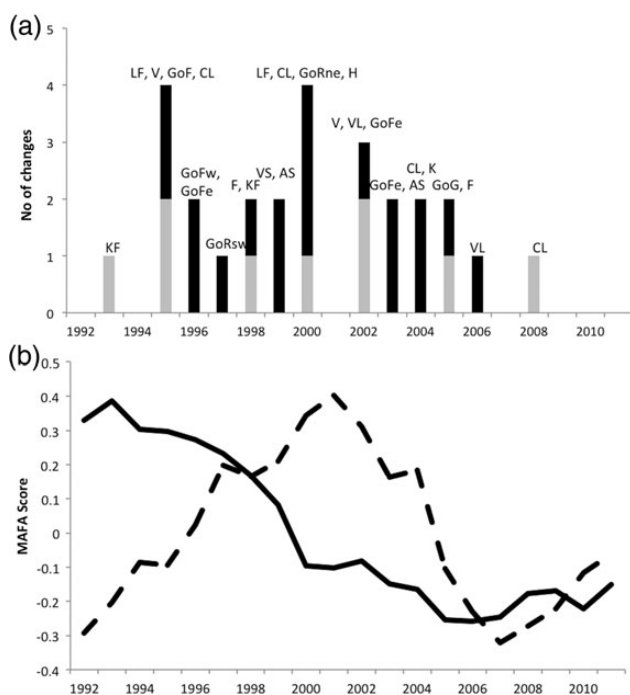 (a)
5
4
3
2
1
0
No of changes
LF, V, GoF, CL
LF, CL, GoRne, H
V, VL, GoFe
GoFw,
GoFe
F, KF
VS, AS
CL, K
GoFe, AS
GoG, F
KF
GoRsw
VL
CL
1992 1994 1996 1998 2000 2002 2004 2006 2008 2010
(b)
0.5
0.4
0.3
0.2
0.1
0
-0.1
-0.2
-0.3
-0.4
MAFA Score
1992 1994 1996 1998 2000 2002 2004 2006 2008 2010